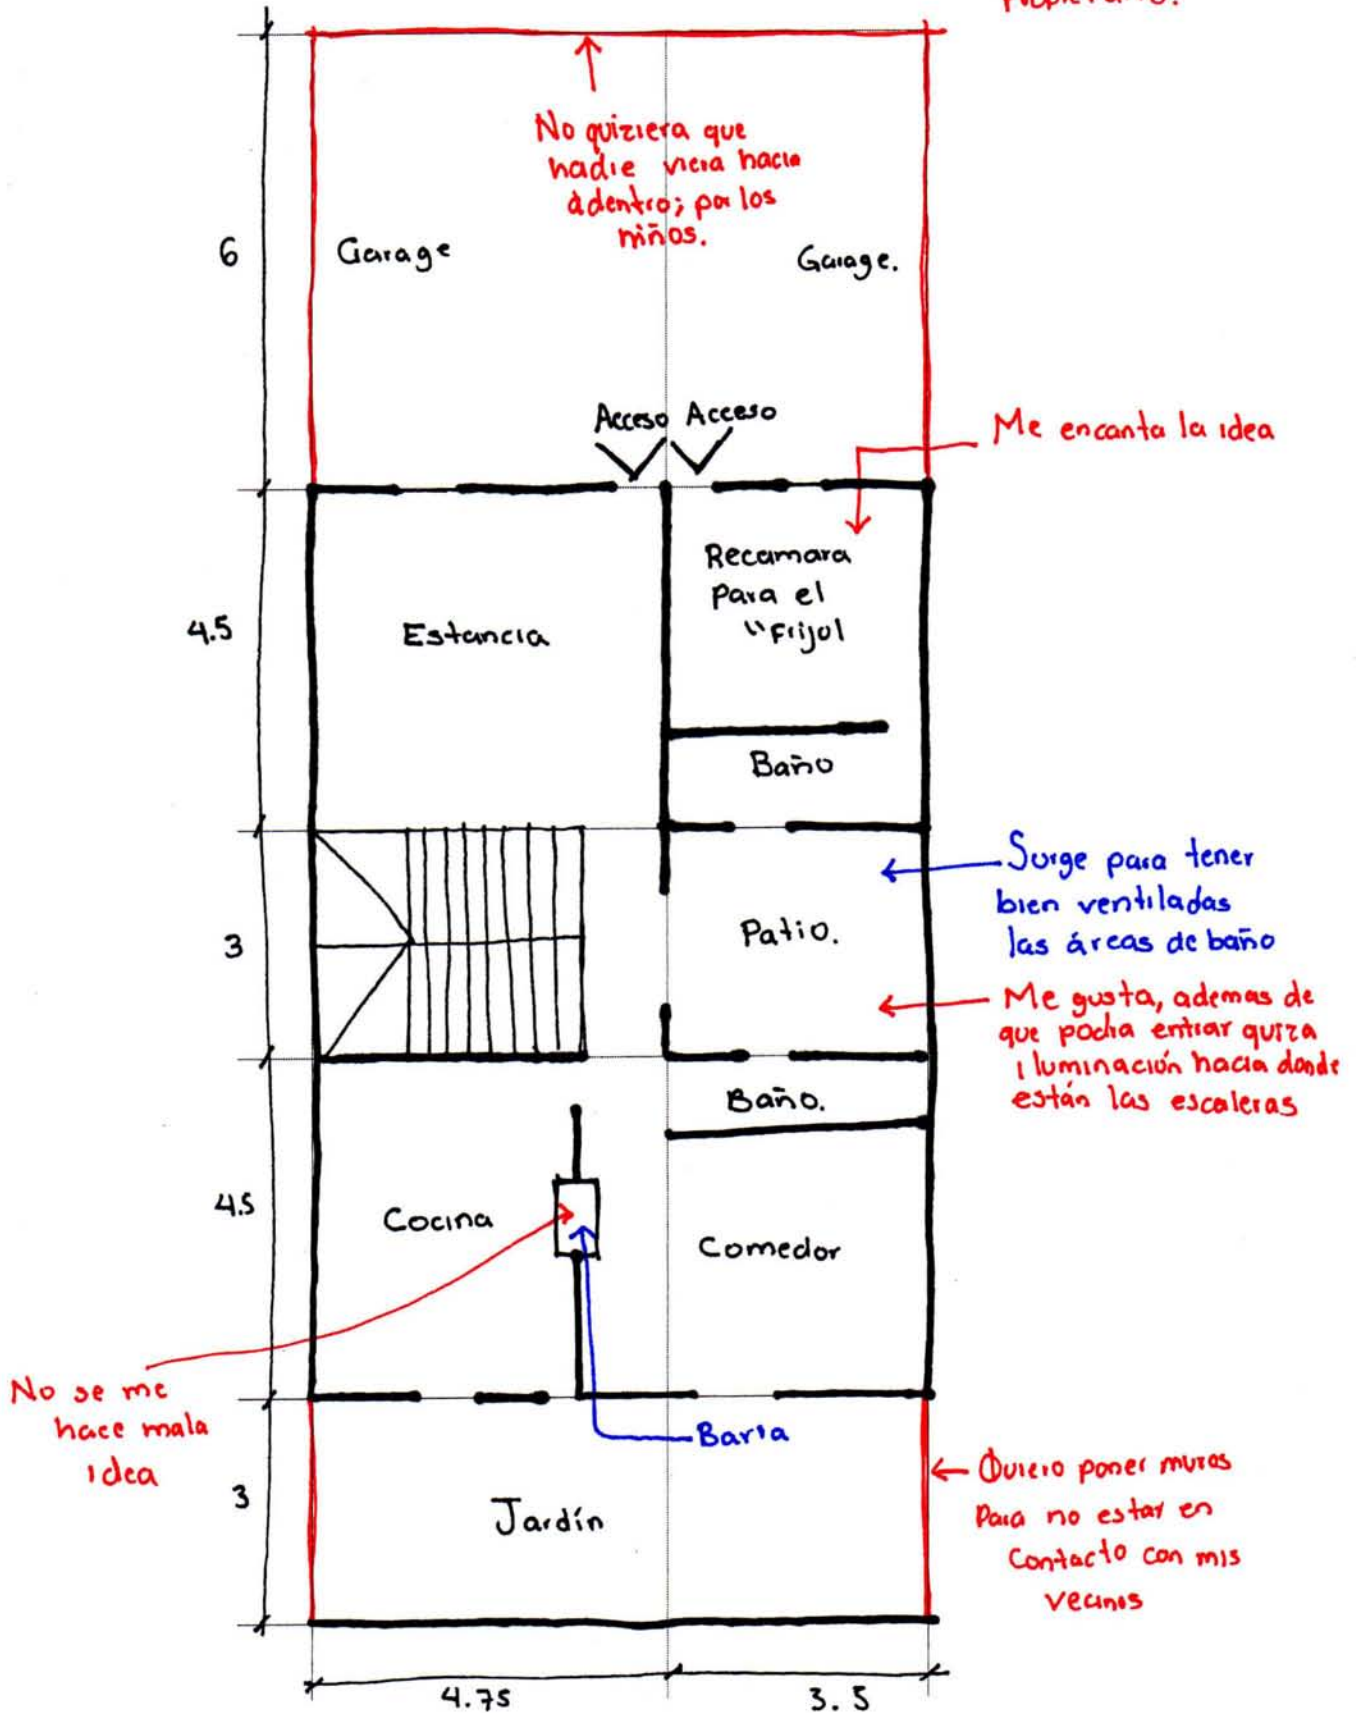 Propietario.
No quiziera que
nadie viera hacia
adentro; por los
niños.
6
Garage
Garage.
Acceso Acceso
Me encanta la idea
Recamara
Para el
"Frijol
4.5
Estancia
Baño
Surge para tener
bien ventiladas
las áreas de baño
3
Patio.
Me gusta, ademas de
que podia entrar quiza
iluminación hacia donde
están las escaleras
Baño.
4.5
Cocina
Comedor
No se me
hace mala
idea
Barra
Quiero poner muros
Para no estar en
Contacto con mis
vecinos
3
Jardín
4.75
3.5